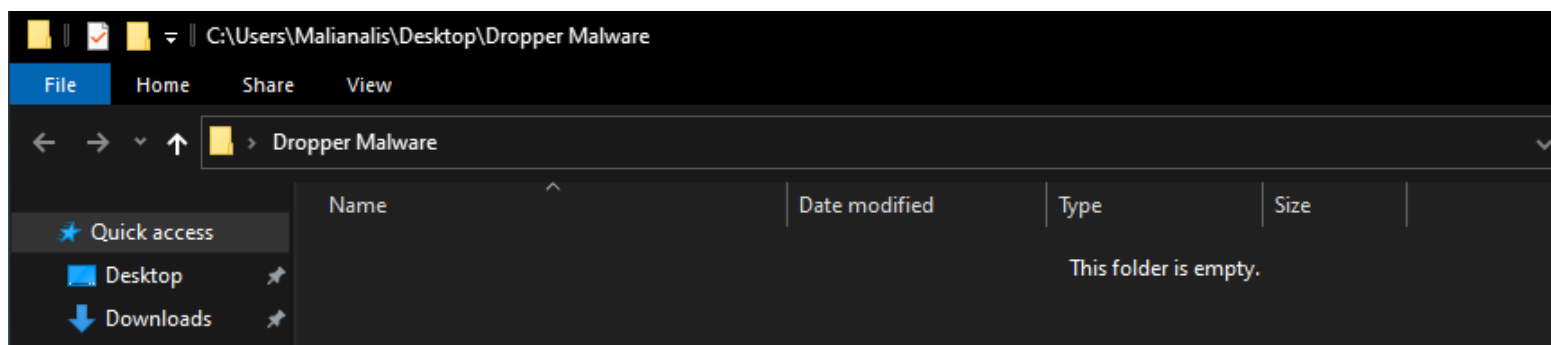 C:\Users\Malianalis\Desktop\Dropper Malware
File Home Share View
Dropper Malware
Name Date modified Type Size
Quick access
This folder is empty.
Desktop
Downloads